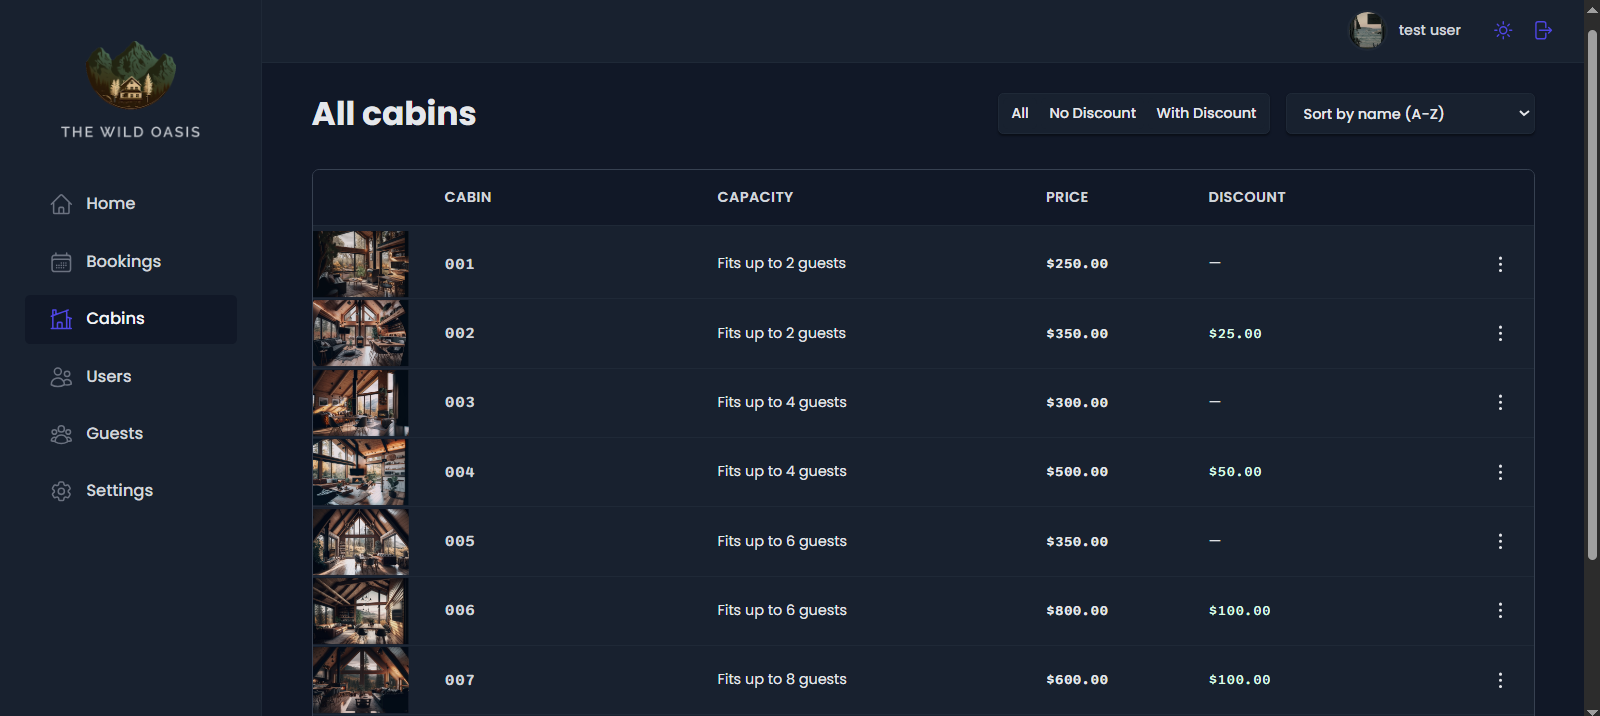 test user
THE WILD OASIS
Home
Bookings
Cabins
Users
Guests
Settings
All cabins
All No Discount With Discount
Sort by name (A-Z)
CABIN CAPACITY PRICE DISCOUNT
001 Fits up to 2 guests $250.00 —
002 Fits up to 2 guests $350.00 $25.00
003 Fits up to 4 guests $300.00 —
004 Fits up to 4 guests $500.00 $50.00
005 Fits up to 6 guests $350.00 —
006 Fits up to 6 guests $800.00 $100.00
007 Fits up to 8 guests $600.00 $100.00